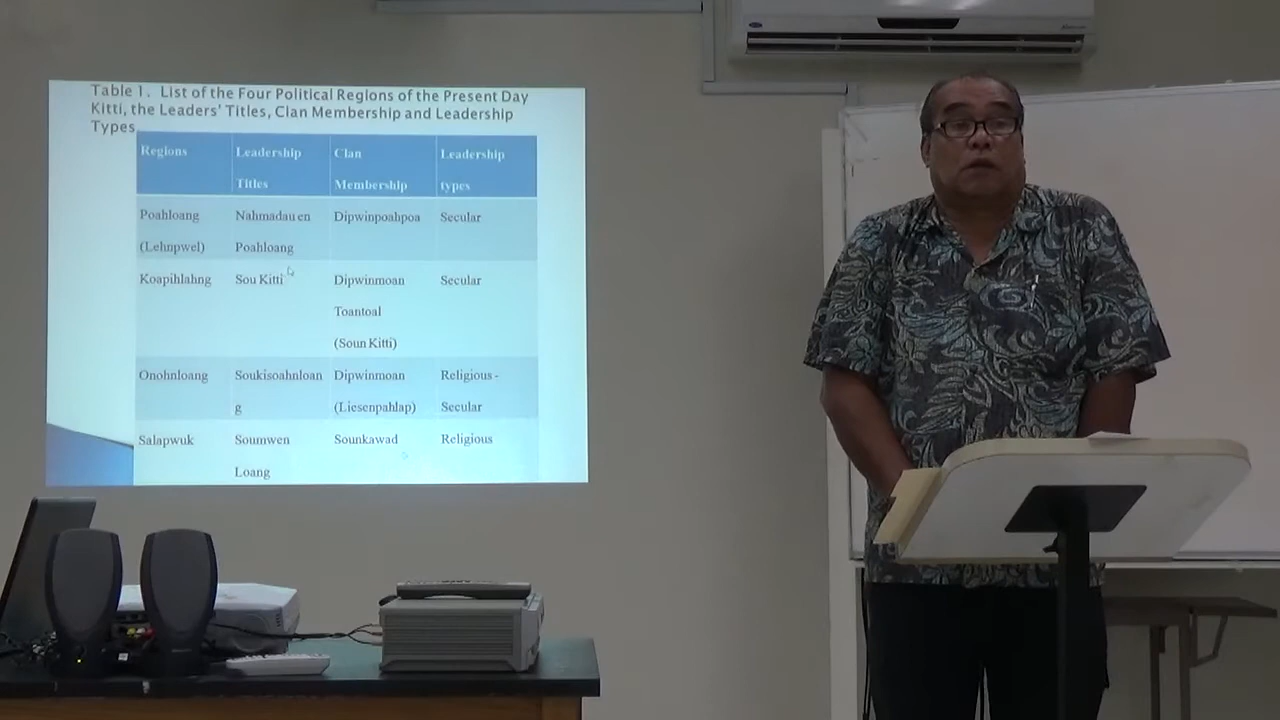 Table 1. List of the Four Political Regions of the Present Day
Kitti, the Leaders' Titles, Clan Membership and Leadership
Types
Regions Leadership Titles Clan Membership Leadership types
Poahloang (Lehnpwel) Nahmadau en Poahloang Dipwinpoahpoa Secular
Koapihlahng Sou Kitti Dipwinmoan Toantoal (Soun Kitti) Secular
Onohnloang Soukisoahnloang Dipwinmoan (Liesenpahlap) Religious - Secular
Salapwuk Soumwen Loang Sounkawad Religious